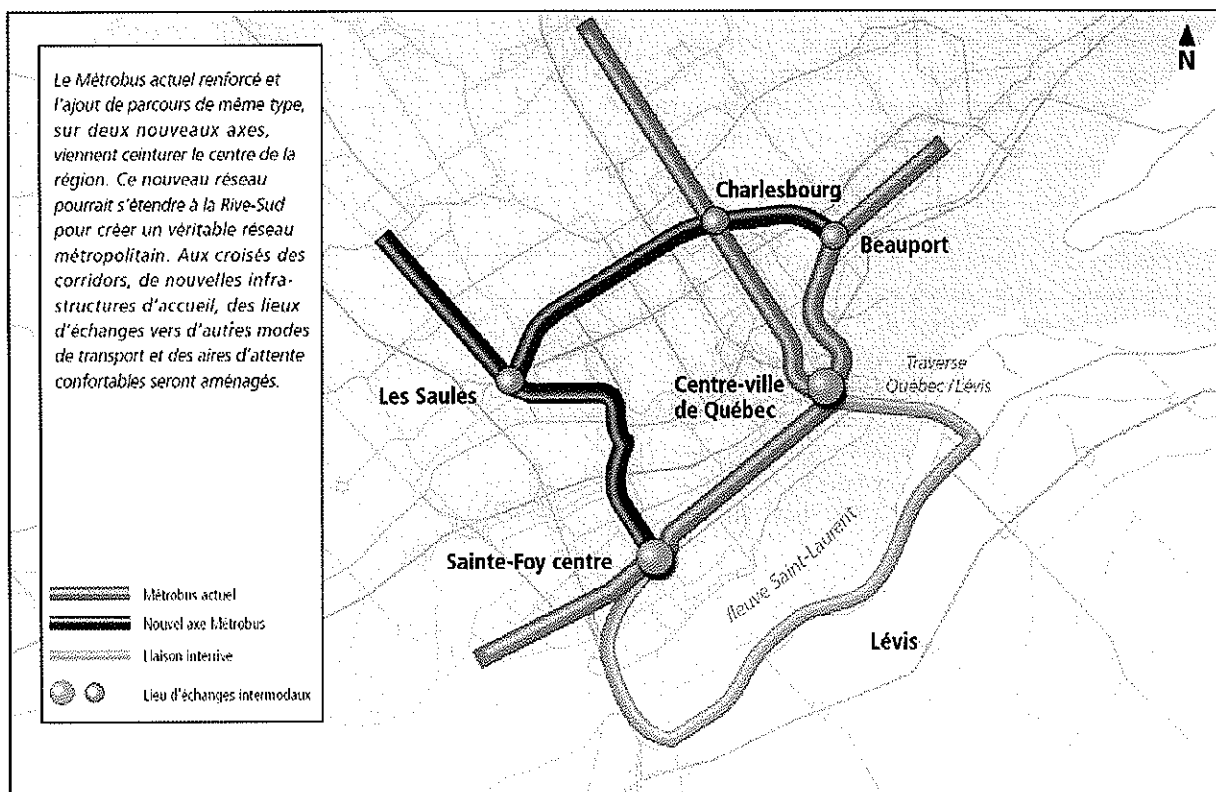 Le Métrobus actuel renforcé et
l'ajout de parcours de même type,
sur deux nouveaux axes,
viennent ceinturer le centre de la
région. Ce nouveau réseau
pourrait s'étendre à la Rive-Sud
pour créer un véritable réseau
métropolitain. Aux croisés des
corridors, de nouvelles infra-
structures d'accueil, des lieux
d'échanges vers d'autres modes
de transport et des aires d'attente
confortables seront aménagés.
Métrobus actuel
Nouvel axe Métrobus
Liaison interrive
Lieu d'échanges intermodaux
N
Charlesbourg
Beauport
Les Saules
Centre-ville
de Québec
Traverse
Québec/Lévis
Sainte-Foy centre
fleuve Saint-Laurent
Lévis